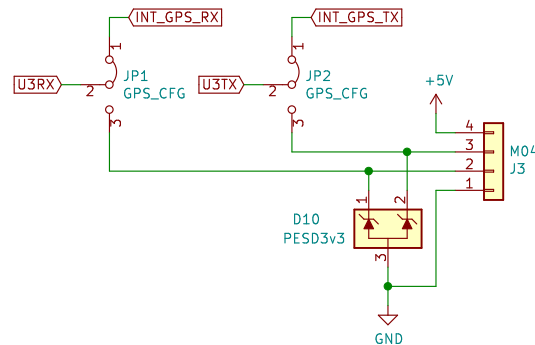 INT_GPS_RX
INT_GPS_TX
1
1
JP1
GPS_CFG
JP2
GPS_CFG
U3RX
2
U3TX
2
3
3
+5V
4
3
2
1
M04
J3
1
2
D10
PESD3v3
3
GND